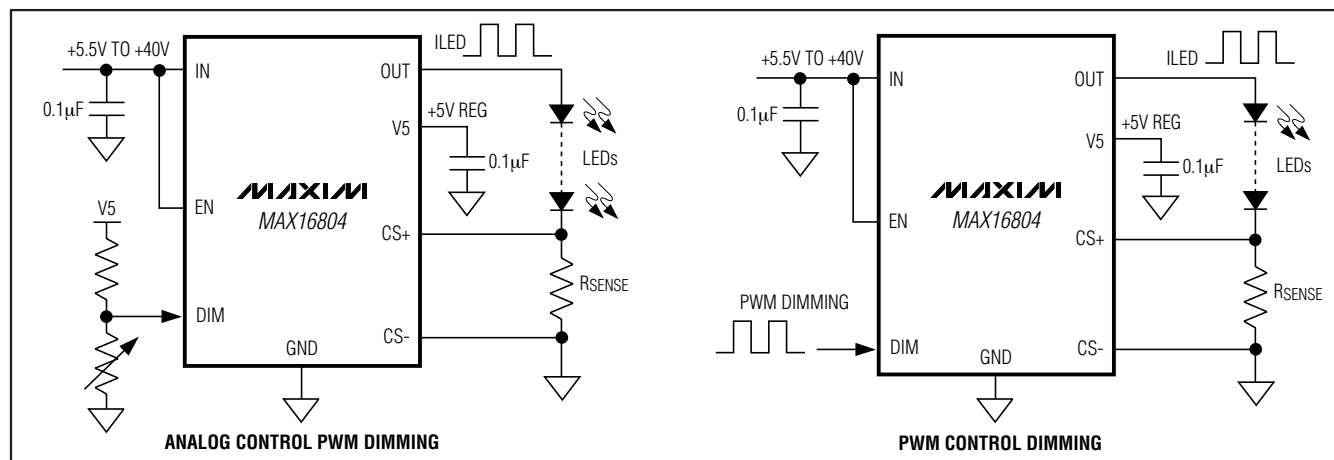 +5.5V TO +40V
0.1µF
IN
EN
V5
DIM
MAXIM
MAX16804
GND
OUT
V5
CS+
CS-
ILED
+5V REG
0.1µF
LEDs
RSENSE
ANALOG CONTROL PWM DIMMING
+5.5V TO +40V
0.1µF
IN
EN
PWM DIMMING
DIM
MAXIM
MAX16804
GND
OUT
V5
CS+
CS-
ILED
+5V REG
0.1µF
LEDs
RSENSE
PWM CONTROL DIMMING